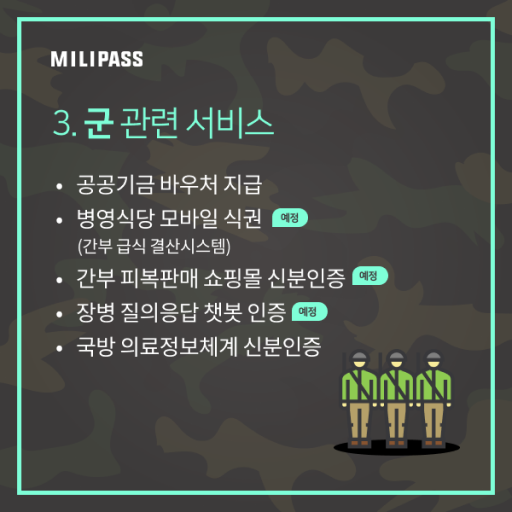 MILIPASS
3. 군 관련 서비스
• 공공기금 바우처 지급
• 병영식당 모바일 식권 예정
(간부 급식 결산시스템)
• 간부 피복판매 쇼핑몰 신분인증 예정
• 장병 질의응답 챗봇 인증 예정
• 국방 의료정보체계 신분인증